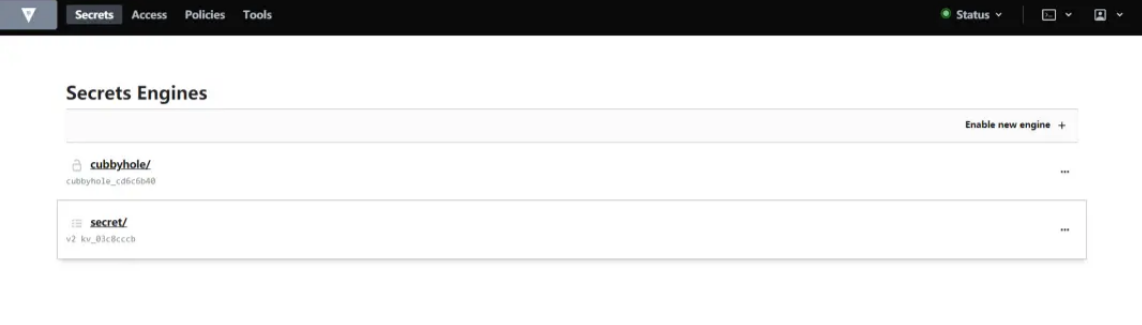 Secrets Access Policies Tools Status
Secrets Engines
Enable new engine +
cubbyhole/
cubbyhole_cd6c6b40
secret/
v2 kv_03c8cccb